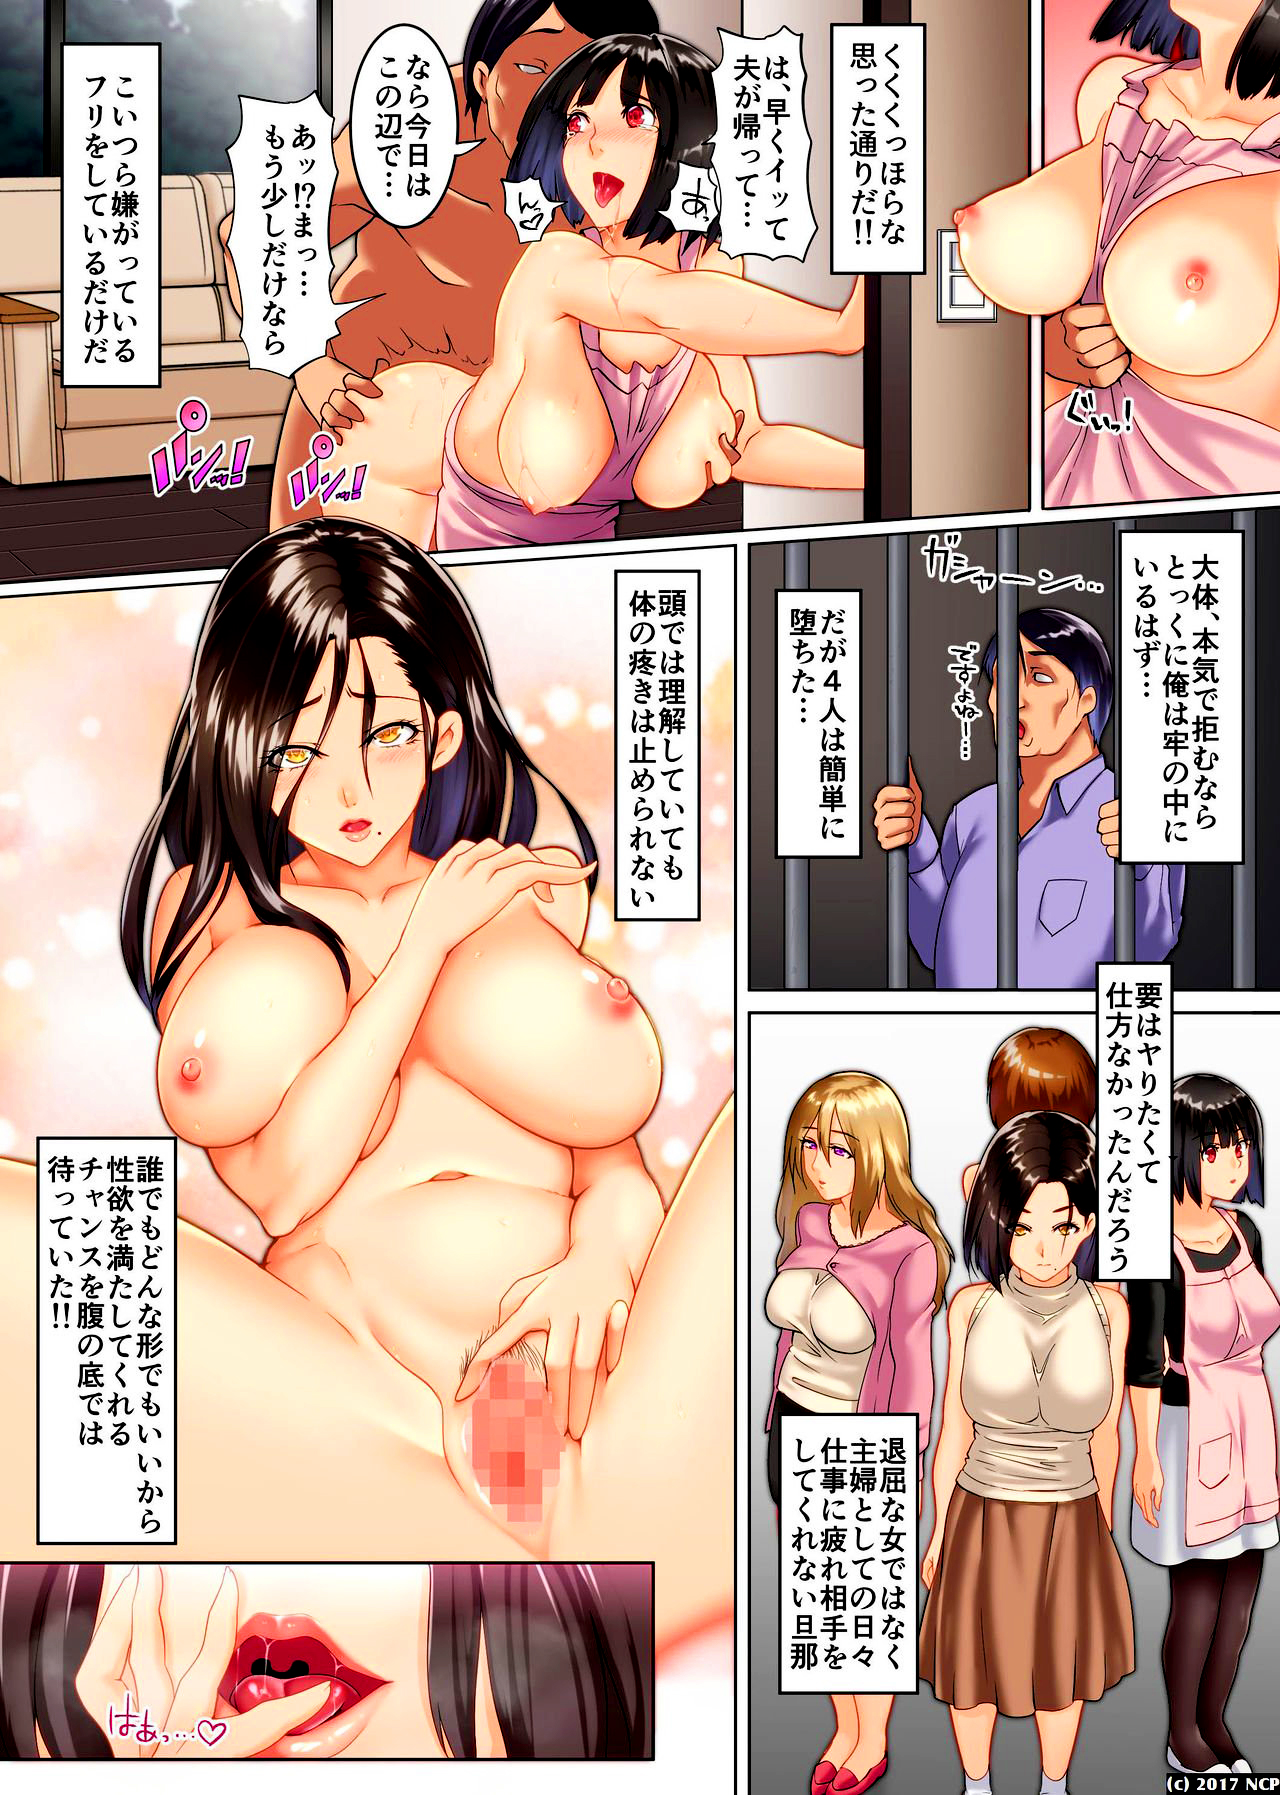 くくくっほらな
思った通りだ!!
ぐいっ!
は、早くイッて
夫が帰って…
あぁ
んっ♡
なら今日は
この辺で…
あッ!?まっ…
もう少しだけなら
パンッ!
パンッ!
こいつら嫌がっている
フリをしているだけだ
大体、本気で拒むなら
とっくに俺は牢の中に
いるはず…
ガシャーン…
ですよねー…
だが４人は簡単に
堕ちた…
要はヤりたくて
仕方なかったんだろう
退屈な女ではなく
主婦としての日々
仕事に疲れ相手を
してくれない旦那
頭では理解していても
体の疼きは止められない
誰でもどんな形でもいいから
性欲を満たしてくれる
チャンスを腹の底では
待っていた!!
はあっ…♡
(c) 2017 NCP